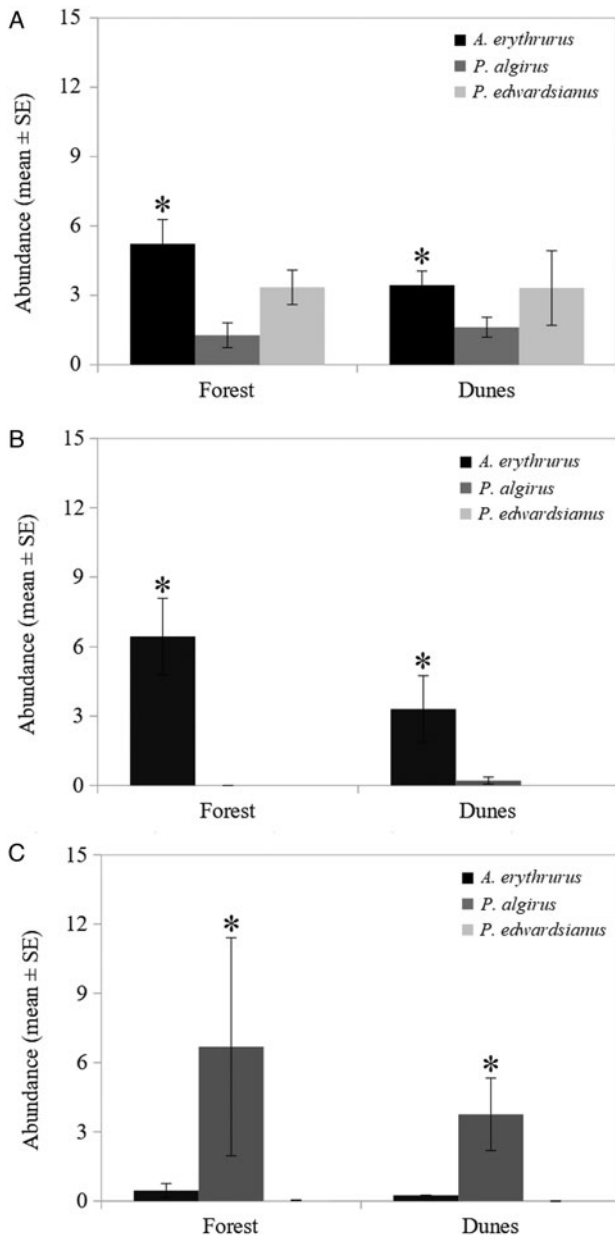 A
15
12
9
6
3
0
Abundance (mean ± SE)
A. erythrurus
P. algirus
P. edwardsianus
*
*
Forest Dunes
B
15
12
9
6
3
0
Abundance (mean ± SE)
A. erythrurus
P. algirus
P. edwardsianus
*
*
Forest Dunes
C
15
12
9
6
3
0
Abundance (mean ± SE)
A. erythrurus
P. algirus
P. edwardsianus
*
*
Forest Dunes